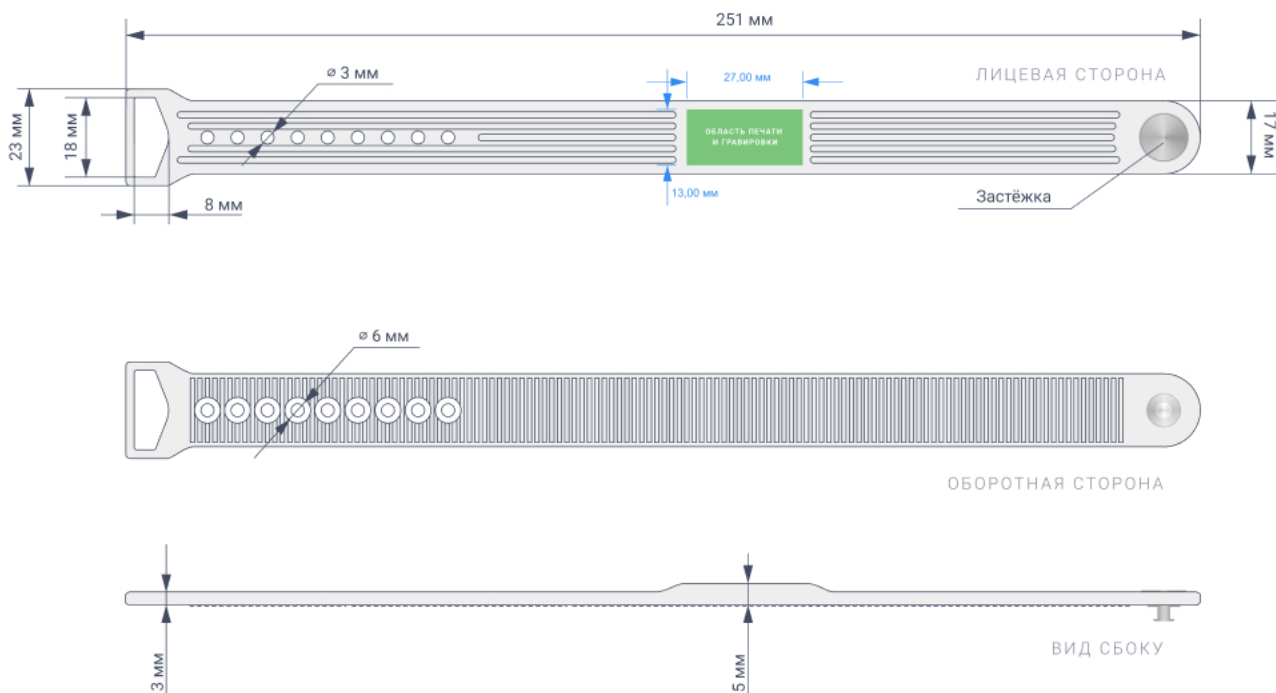 251 мм
ЛИЦЕВАЯ СТОРОНА
⌀ 3 мм
27,00 мм
23 мм
18 мм
ОБЛАСТЬ ПЕЧАТИ
И ГРАВИРОВКИ
17 мм
13,00 мм
8 мм
Застёжка
⌀ 6 мм
ОБОРОТНАЯ СТОРОНА
ВИД СБОКУ
3 мм
5 мм